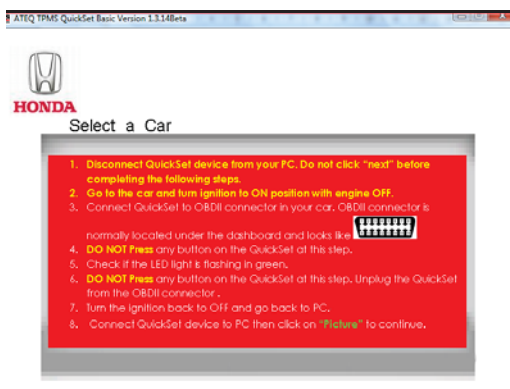 ATEQ TPMS QuickSet Basic Version 1.3.14Beta
HONDA
Select a Car
1. Disconnect QuickSet device from your PC. Do not click "next" before
completing the following steps.
2. Go to the car and turn ignition to ON position with engine OFF.
3. Connect QuickSet to OBDII connector in your car. OBDII connector is
normally located under the dashboard and looks like
4. DO NOT Press any button on the QuickSet at this step.
5. Check if the LED light is flashing in green.
6. DO NOT Press any button on the QuickSet at this step. Unplug the QuickSet
from the OBDII connector .
7. Turn the ignition back to OFF and go back to PC.
8. Connect QuickSet device to PC then click on "Picture" to continue.